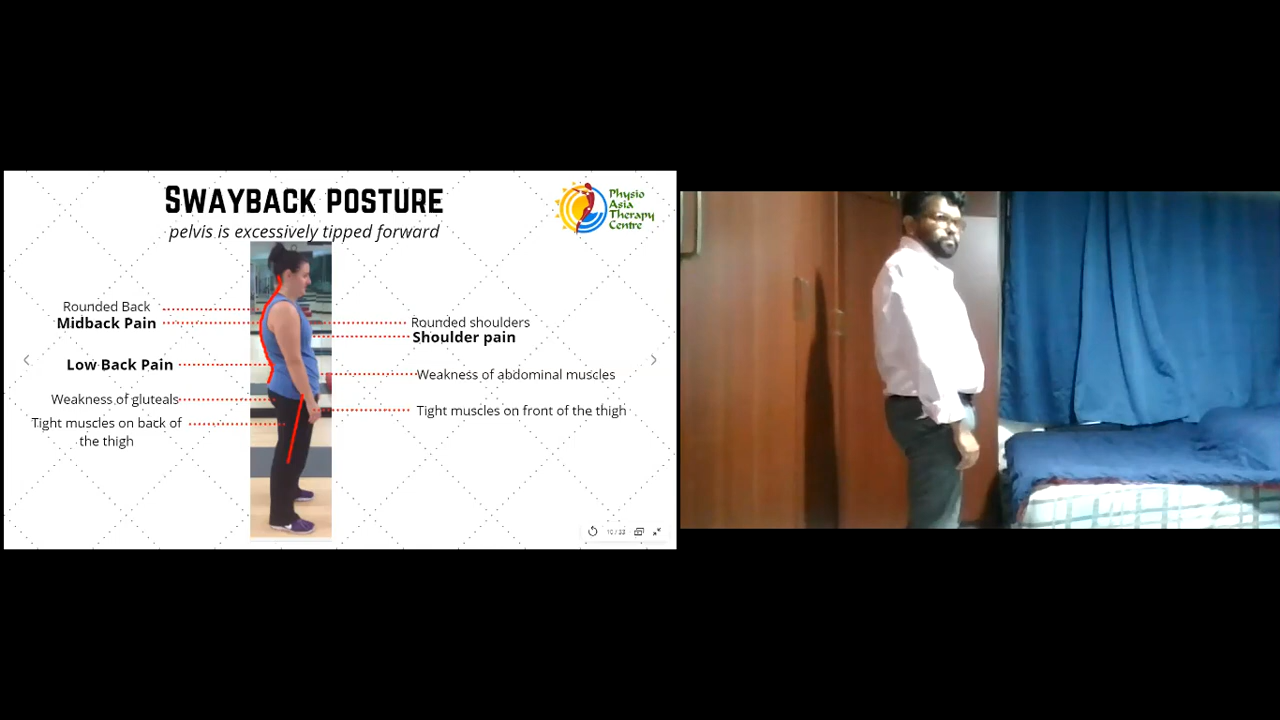 SWAYBACK POSTURE
pelvis is excessively tipped forward
Physio
Asia
Therapy
Centre
Rounded Back
Midback Pain
Low Back Pain
Weakness of gluteals
Tight muscles on back of
the thigh
Rounded shoulders
Shoulder pain
Weakness of abdominal muscles
Tight muscles on front of the thigh